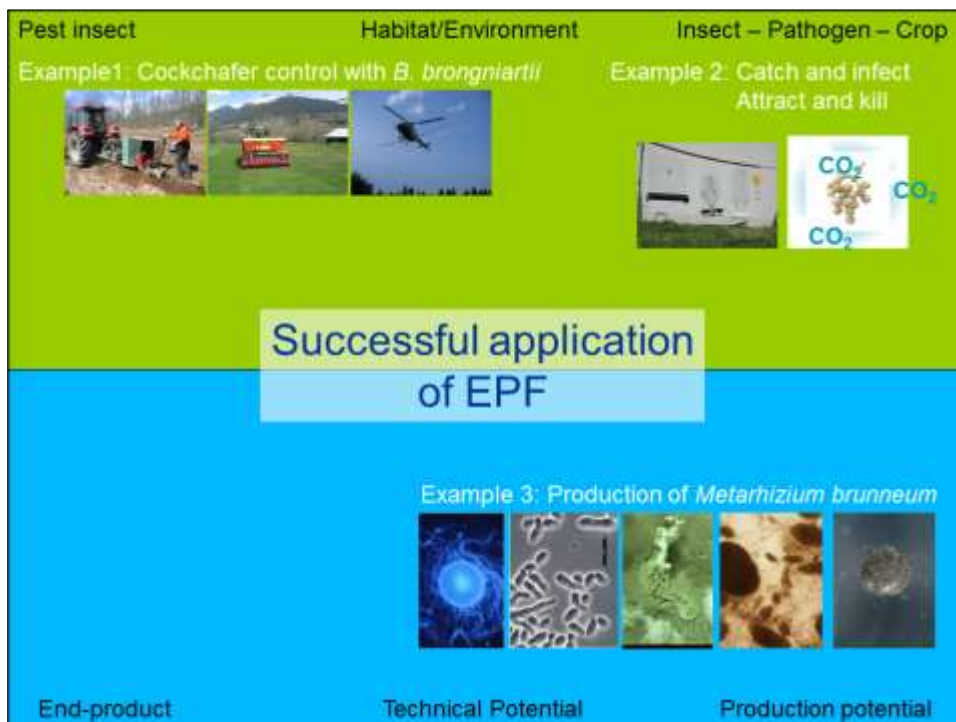 Pest insect Habitat/Environment Insect – Pathogen – Crop
Example1: Cockchafer control with B. brongniartii
Example 2: Catch and infect
Attract and kill
CO2
CO2
CO2
Successful application
of EPF
Example 3: Production of Metarhizium brunneum
End-product Technical Potential Production potential